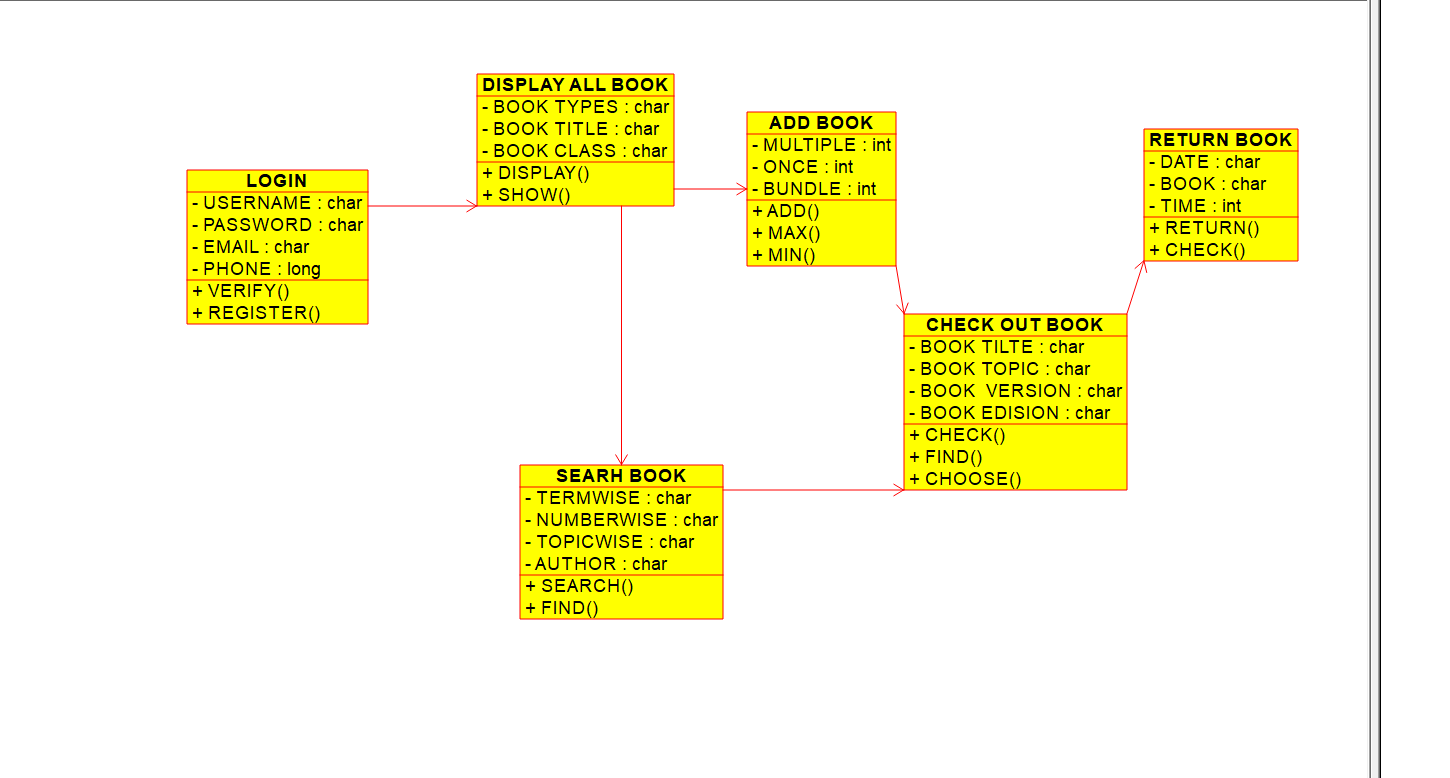 DISPLAY ALL BOOK
- BOOK TYPES : char
- BOOK TITLE : char
- BOOK CLASS : char
+ DISPLAY()
+ SHOW()
ADD BOOK
- MULTIPLE : int
- ONCE : int
- BUNDLE : int
+ ADD()
+ MAX()
+ MIN()
RETURN BOOK
- DATE : char
- BOOK : char
- TIME : int
+ RETURN()
+ CHECK()
LOGIN
- USERNAME : char
- PASSWORD : char
- EMAIL : char
- PHONE : long
+ VERIFY()
+ REGISTER()
CHECK OUT BOOK
- BOOK TILTE : char
- BOOK TOPIC : char
- BOOK  VERSION : char
- BOOK EDISION : char
+ CHECK()
+ FIND()
+ CHOOSE()
SEARH BOOK
- TERMWISE : char
- NUMBERWISE : char
- TOPICWISE : char
- AUTHOR : char
+ SEARCH()
+ FIND()